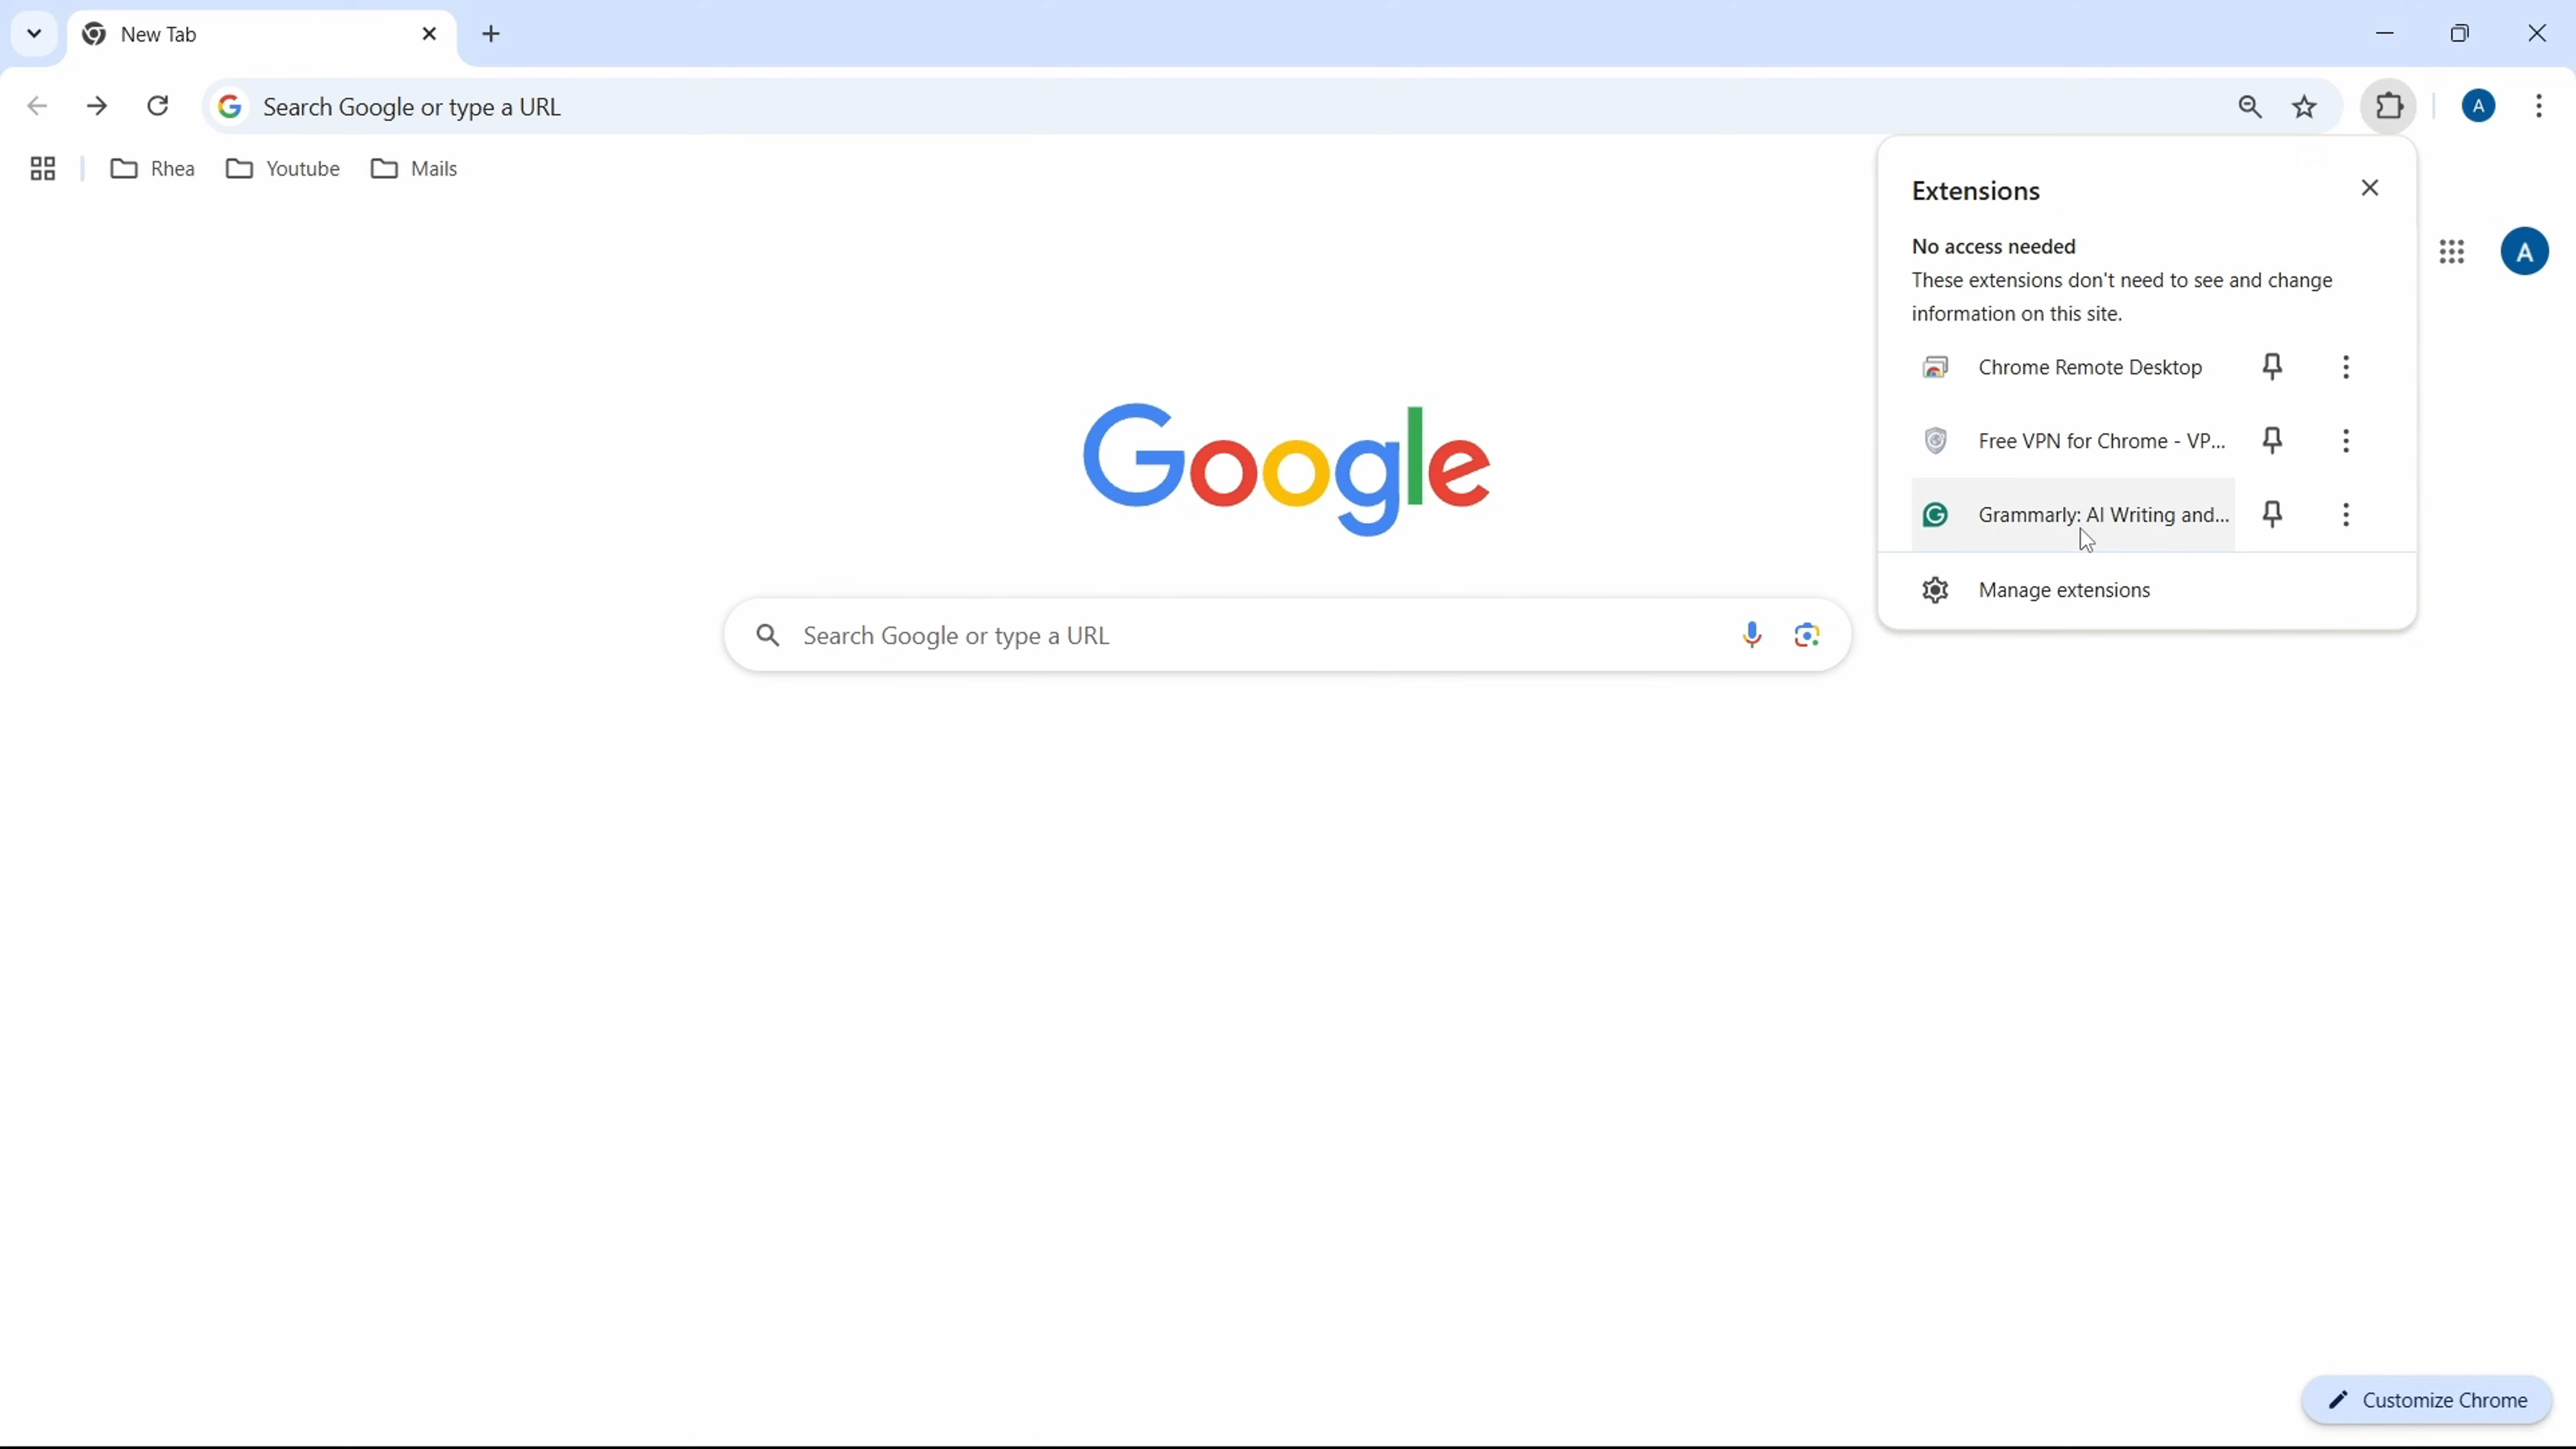 New Tab
Search Google or type a URL
A
Rhea Youtube Mails
Extensions
No access needed
These extensions don't need to see and change
information on this site.
A
Chrome Remote Desktop
Free VPN for Chrome - VP...
Grammarly: AI Writing and...
Manage extensions
Google
Search Google or type a URL
Customize Chrome